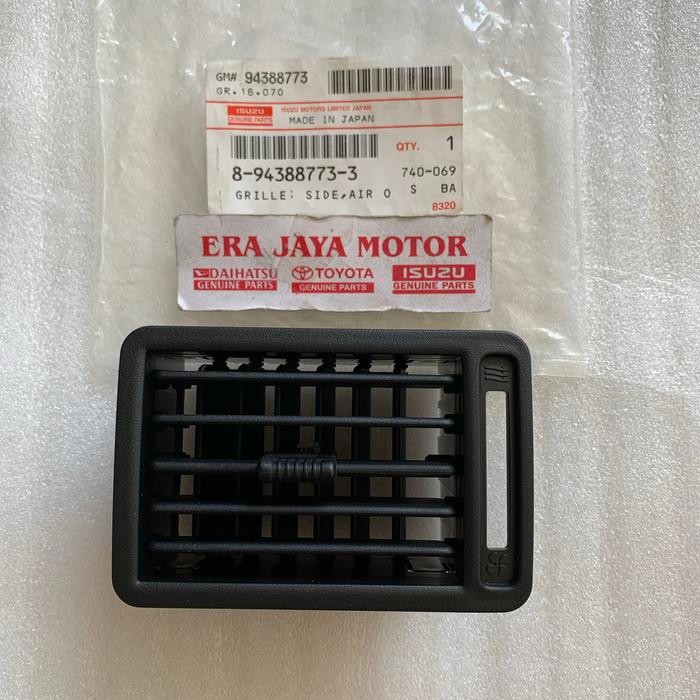 GM# 94388773
GR.16.070
ISUZU
GENUINE PARTS
ISUZU MOTORS LIMITED JAPAN
MADE IN JAPAN
QTY. 1
8-94388773-3 740-069
GRILLE: SIDE,AIR O S BA
8320
ERA JAYA MOTOR
DAIHATSU
GENUINE PARTS
TOYOTA
GENUINE PARTS
ISUZU
GENUINE PARTS